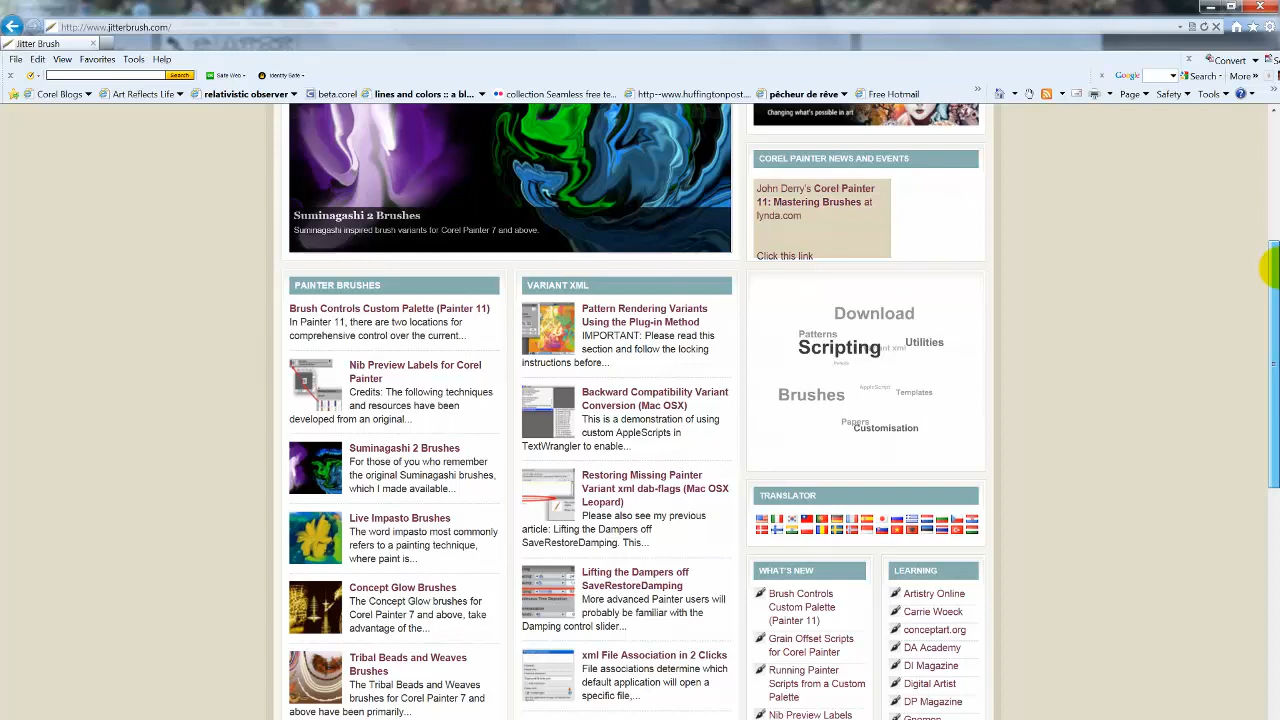 http://www.jitterbrush.com/
Jitter Brush
File Edit View Favorites Tools Help
Convert
Search Safe Web Identity Safe Google Search More »
Corel Blogs Art Reflects Life relativistic observer beta.corel lines and colors :: a bl... collection Seamless fre te... http--www.huffingtonpost.... pêcheur de rêve Free Hotmail » Page Safety Tools »
Changing what's possible in art
COREL PAINTER NEWS AND EVENTS
John Derry's Corel Painter
11: Mastering Brushes at
lynda.com
Click this link
Suminagashi 2 Brushes
Suminagashi inspired brush variants for Corel Painter 7 and above.
PAINTER BRUSHES
Brush Controls Custom Palette (Painter 11)
In Painter 11, there are two locations for
comprehensive control over the current...
Nib Preview Labels for Corel
Painter
Credits: The following techniques
and resources have been
developed from an original...
Suminagashi 2 Brushes
For those of you who remember
the original Suminagashi brushes,
which I made available...
Live Impasto Brushes
The word impasto most commonly
refers to a painting technique,
where paint is...
Concept Glow Brushes
The Concept Glow brushes for
Corel Painter 7 and above, take
advantage of the...
Tribal Beads and Weaves
Brushes
The Tribal Beads and Weaves
brushes for Corel Painter 7 and
above have been primarily...
VARIANT XML
Pattern Rendering Variants
Using the Plug-in Method
IMPORTANT: Please read this
section and follow the locking
instructions before...
Backward Compatibility Variant
Conversion (Mac OSX)
This is a demonstration of using
custom AppleScripts in
TextWrangler to enable...
Restoring Missing Painter
Variant xml dab-flags (Mac OSX
Leopard)
Please also see my previous
article: Lifting the Dampers off
SaveRestoreDamping. This...
Lifting the Dampers off
SaveRestoreDamping
More advanced Painter users will
probably be familiar with the
Damping control slider...
xml File Association in 2 Clicks
File associations determine which
default application will open a
specific file,...
Download
Patterns
Scripting
Utilities
Brushes
AppleScript
Templates
Papers
Customisation
TRANSLATOR
WHAT'S NEW
Brush Controls
Custom Palette
(Painter 11)
Grain Offset Scripts
for Corel Painter
Running Painter
Scripts from a Custom
Palette
Nib Preview Labels
LEARNING
Artistry Online
Carrie Woeck
conceptart.org
DA Academy
DI Magazine
Digital Artist
DP Magazine
Gnomon